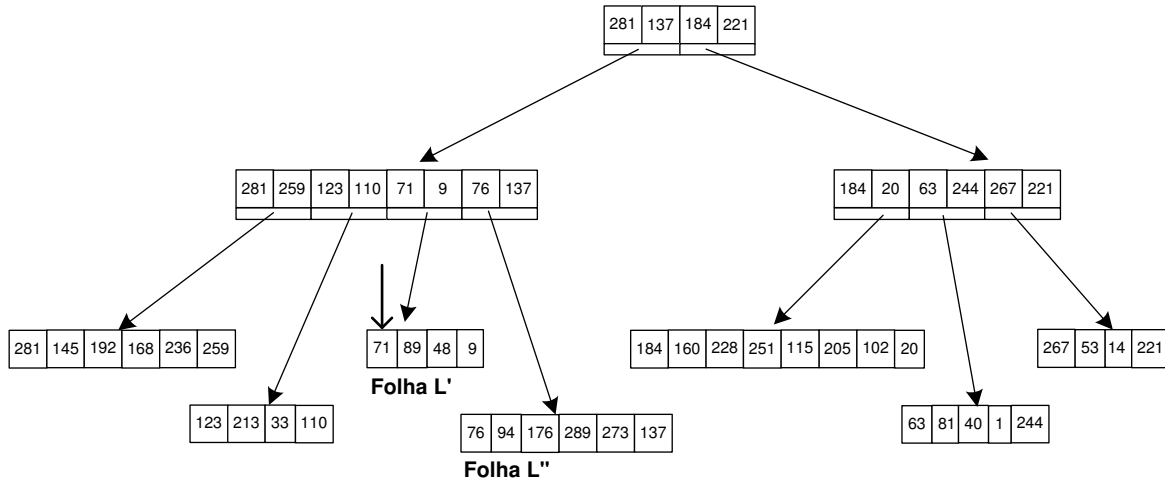 281 137 184 221
281 259 123 110 71 9 76 137
184 20 63 244 267 221
281 145 192 168 236 259
71 89 48 9
184 160 228 251 115 205 102 20
267 53 14 221
Folha L'
123 213 33 110
76 94 176 289 273 137
63 81 40 1 244
Folha L"